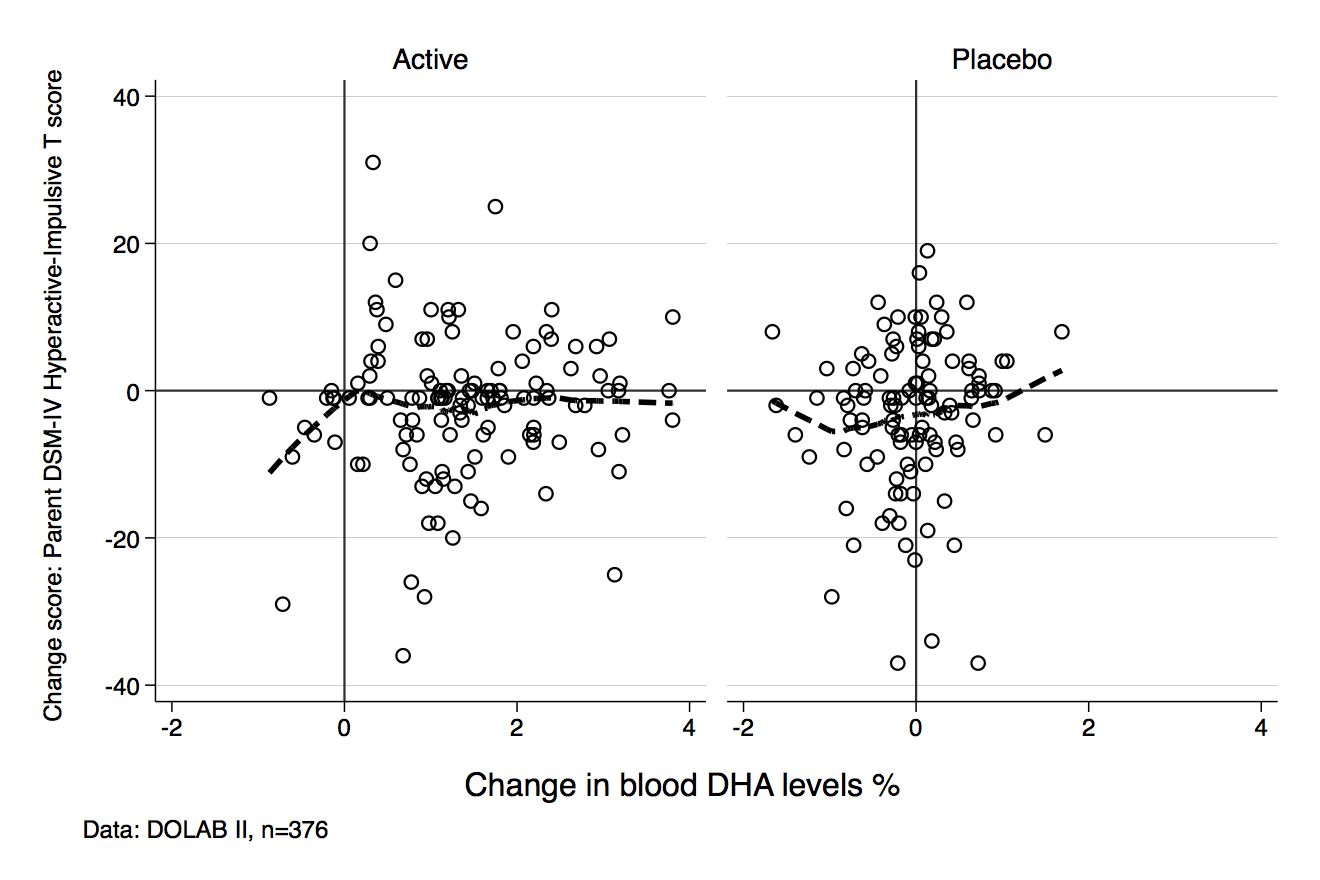 Active
Placebo
Change score: Parent DSM-IV Hyperactive-Impulsive T score
40
20
0
-20
-40
-2
0
2
4
-2
0
2
4
Change in blood DHA levels %
Data: DOLAB II, n=376